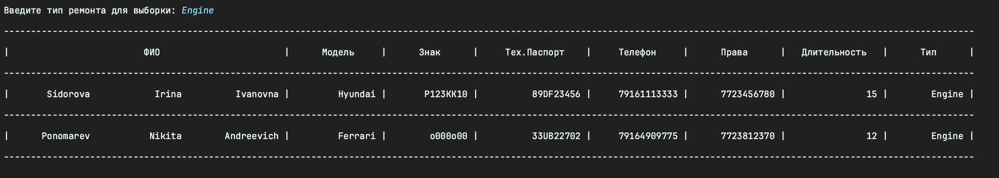 Введите тип ремонта для выборки: Engine
------------------------------------------------------------------------------------------------------------------------------------------------------------------------------------
| ФИО | Модель | Знак | Тех.Паспорт | Телефон | Права | Длительность | Тип |
------------------------------------------------------------------------------------------------------------------------------------------------------------------------------------
| Sidorova Irina Ivanovna | Hyundai | P123KK10 | 89DF23456 | 79161113333 | 7723456780 | 15 | Engine |
------------------------------------------------------------------------------------------------------------------------------------------------------------------------------------
| Ponomarev Nikita Andreevich | Ferrari | o000o00 | 33UB22702 | 79164909775 | 7723812370 | 12 | Engine |
------------------------------------------------------------------------------------------------------------------------------------------------------------------------------------